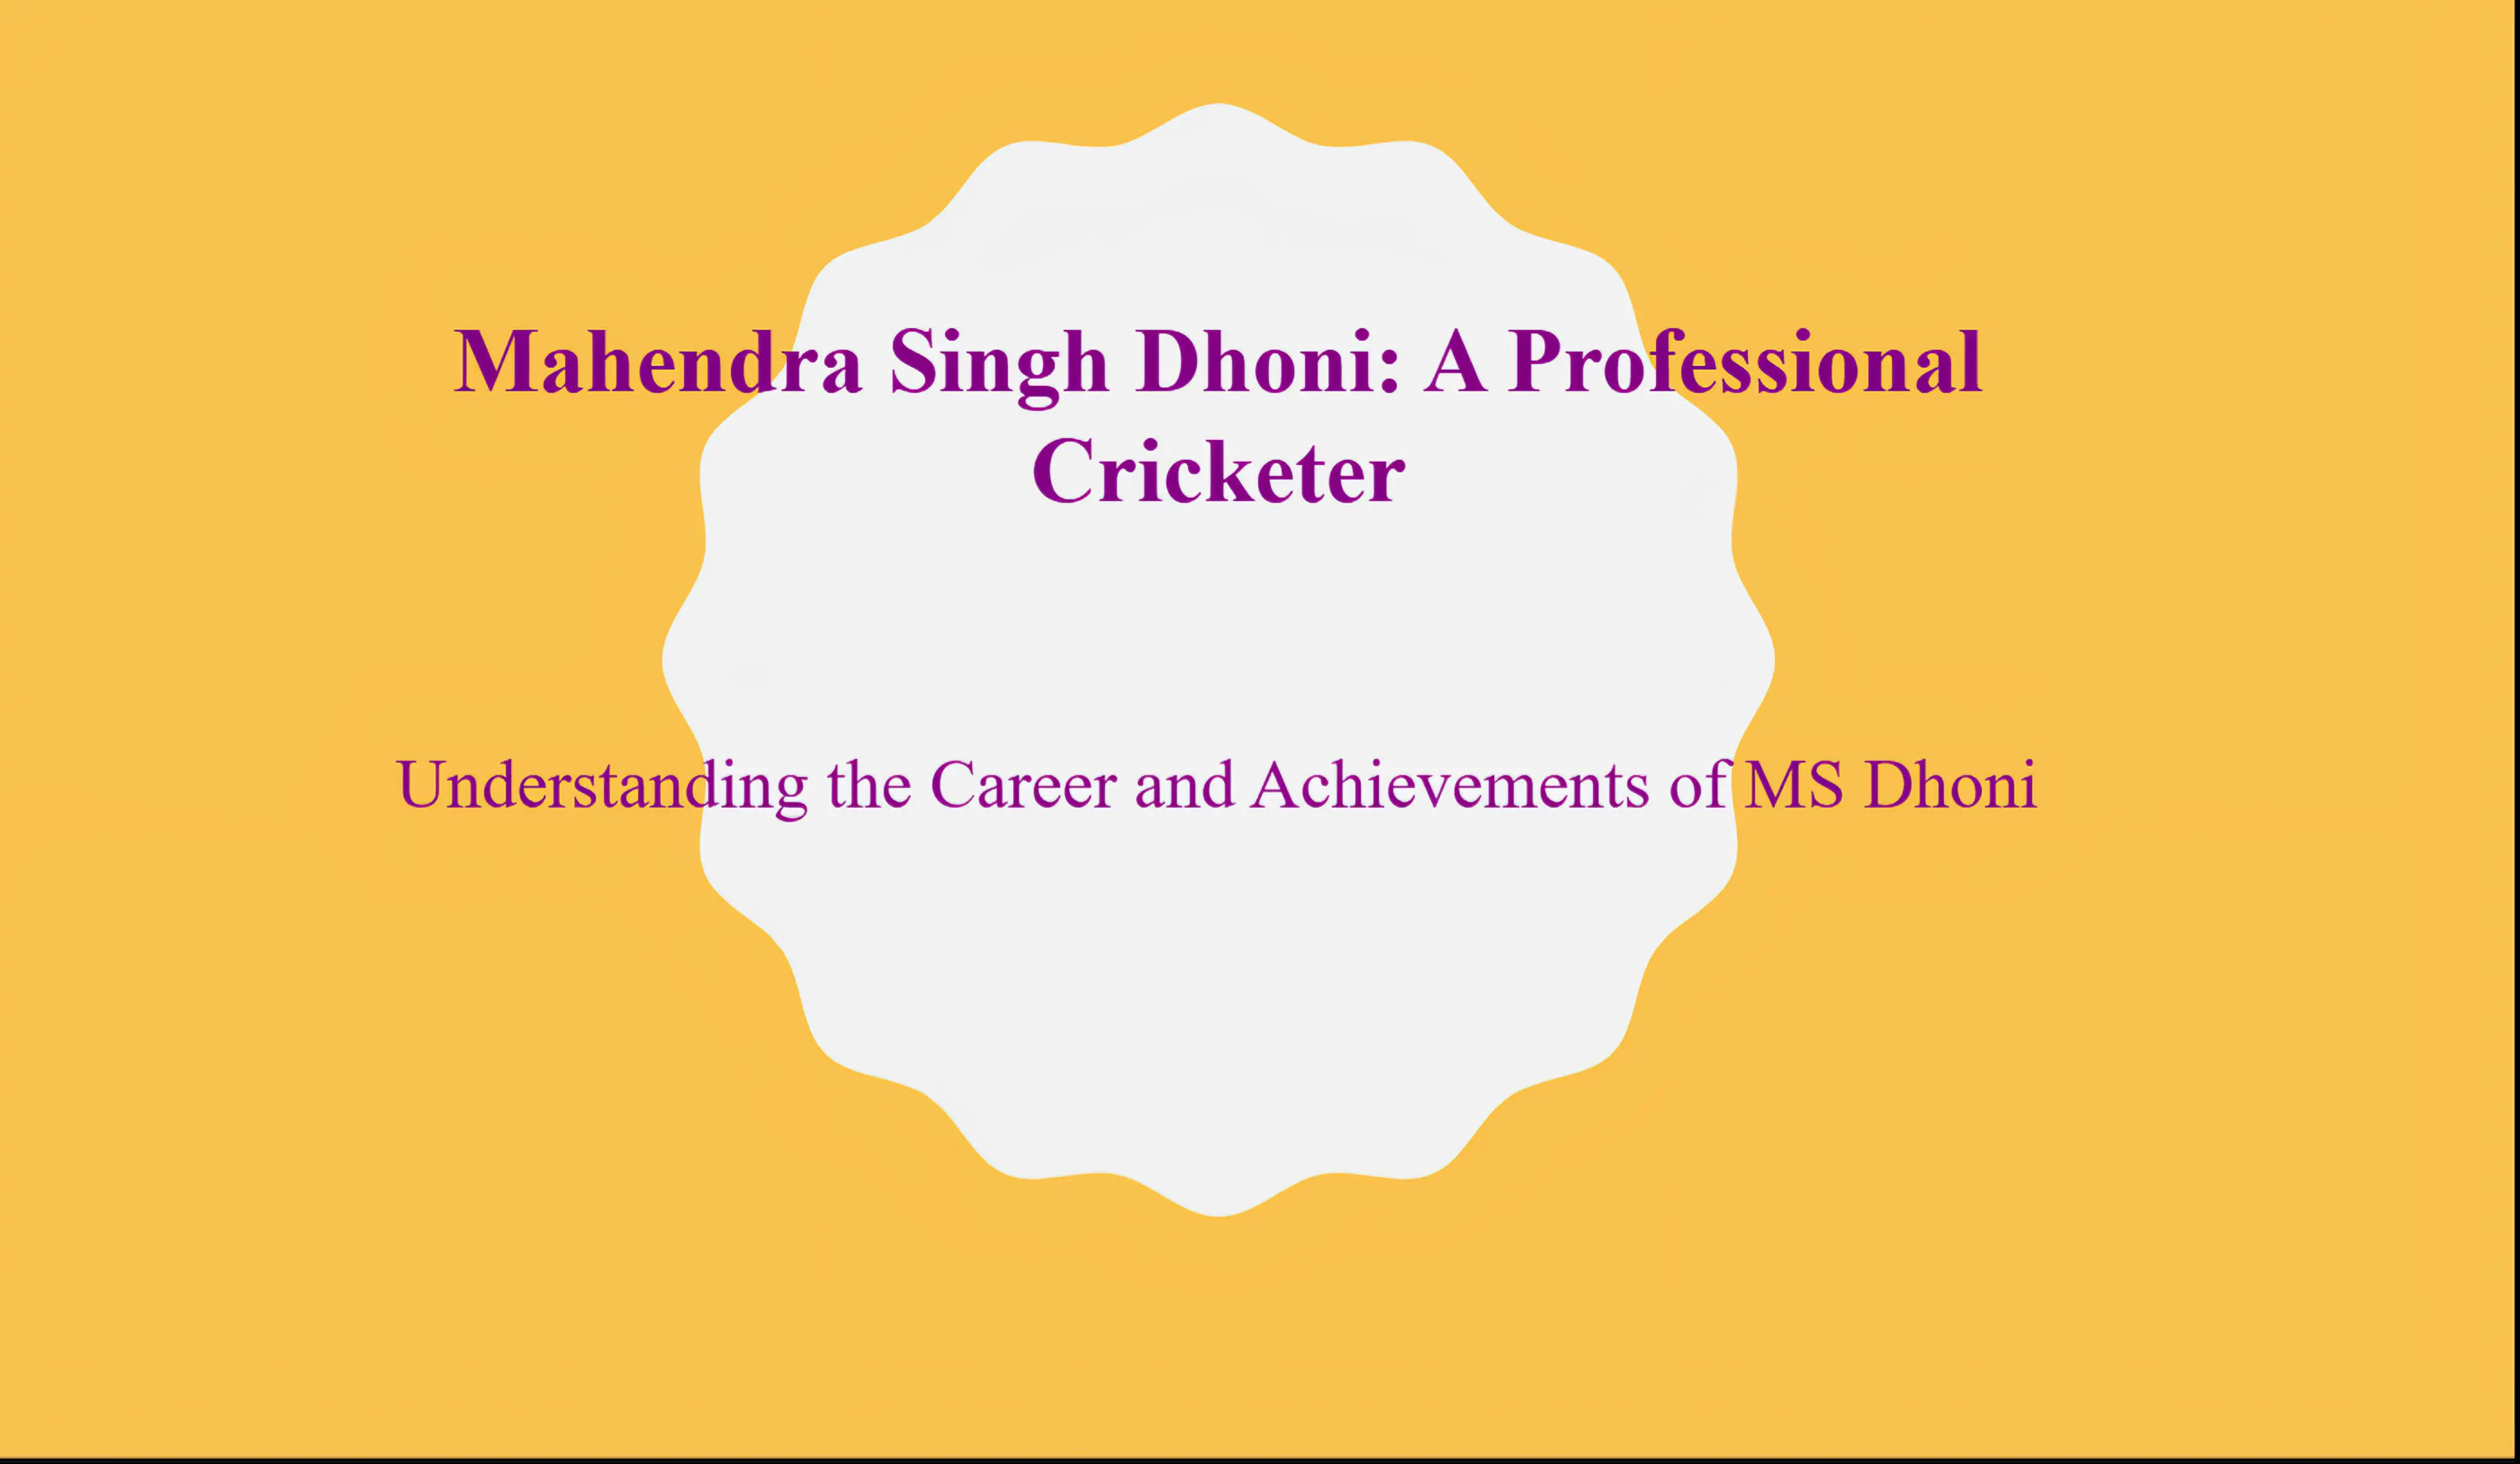 Mahendra Singh Dhoni: A Professional
Cricketer
Understanding the Career and Achievements of MS Dhoni